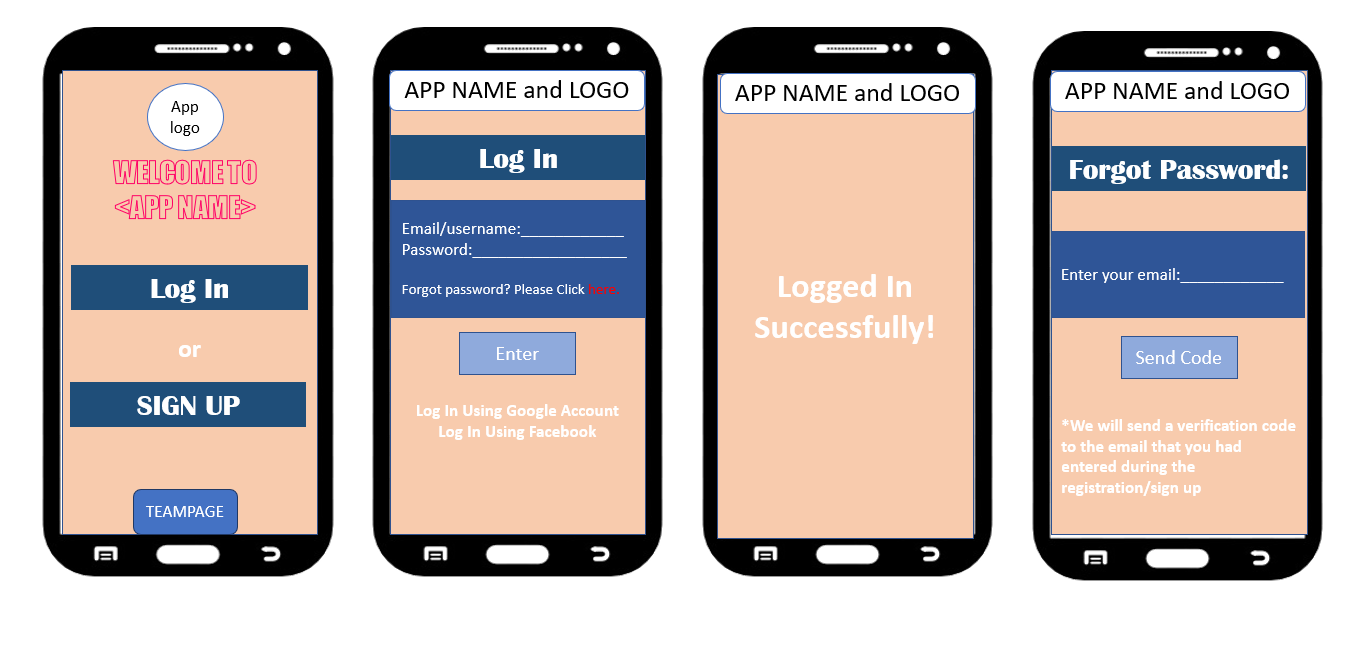 App
logo
WELCOME TO
<APP NAME>
Log In
or
SIGN UP
TEAMPAGE
APP NAME and LOGO
Log In
Email/username:_____________
Password:____________________
Forgot password? Please Click here.
Enter
Log In Using Google Account
Log In Using Facebook
APP NAME and LOGO
Logged In
Successfully!
APP NAME and LOGO
Forgot Password:
Enter your email:_____________
Send Code
*We will send a verification code
to the email that you had
entered during the
registration/sign up